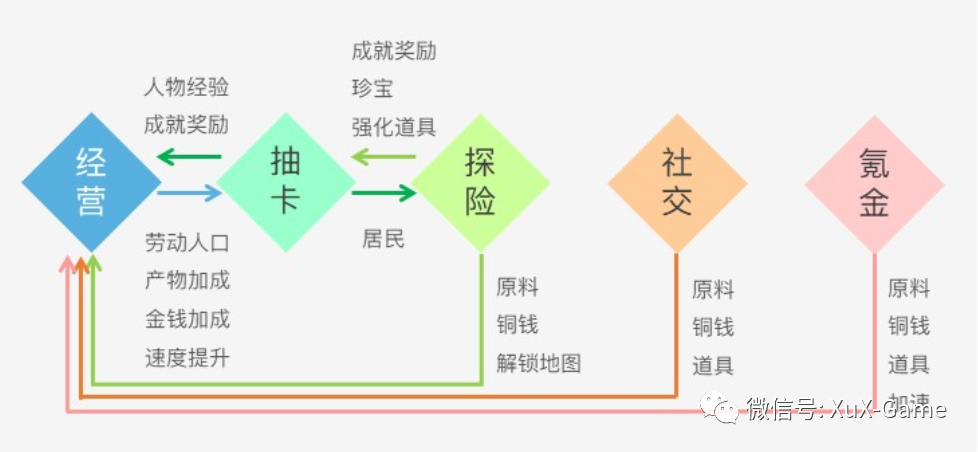 成就奖励
人物经验
珍宝
成就奖励
强化道具
经营
抽卡
探险
社交
氪金
劳动人口
居民
产物加成
金钱加成
速度提升
原料
铜钱
解锁地图
原料
铜钱
道具
原料
铜钱
道具
加速
微信号: XuX-Game